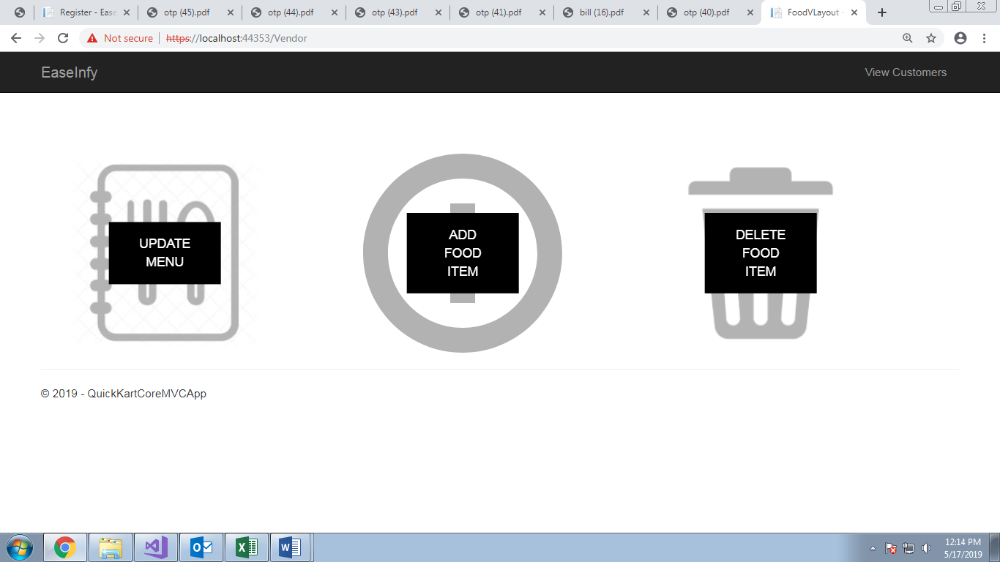 Register - Ease
otp (45).pdf
otp (44).pdf
otp (43).pdf
otp (41).pdf
bill (16).pdf
otp (40).pdf
FoodVLayout
Not secure
https://localhost:44353/Vendor
EaseInfy
View Customers
UPDATE
MENU
ADD
FOOD
ITEM
DELETE
FOOD
ITEM
© 2019 - QuickKartCoreMVCApp
12:14 PM
5/17/2019